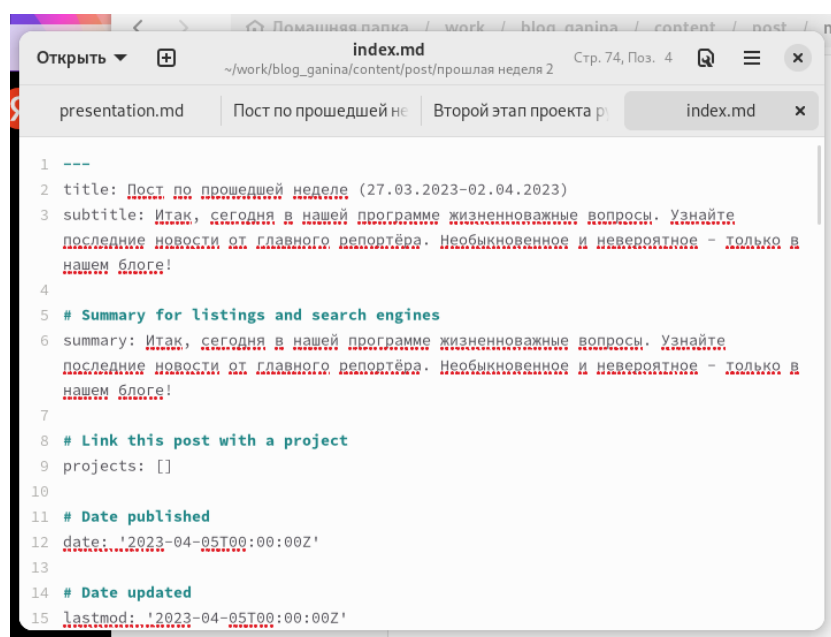 Домашняя папка / work / blog_ganina / content / post /
Открыть
index.md
~/work/blog_ganina/content/post/прошлая неделя 2
Стр. 74, Поз. 4
presentation.md
Пост по прошедшей не
Второй этап проекта
index.md
1 ---
2 title: Пост по прошедшей неделе (27.03.2023-02.04.2023)
3 subtitle: Итак, сегодня в нашей программе жизненноважные вопросы. Узнайте
последние новости от главного репортёра. Необыкновенное и невероятное - только в
нашем блоге!
4
5 # Summary for listings and search engines
6 summary: Итак, сегодня в нашей программе жизненноважные вопросы. Узнайте
последние новости от главного репортёра. Необыкновенное и невероятное - только в
нашем блоге!
7
8 # Link this post with a project
9 projects: []
10
11 # Date published
12 date: '2023-04-05T00:00:00Z'
13
14 # Date updated
15 lastmod: '2023-04-05T00:00:00Z'